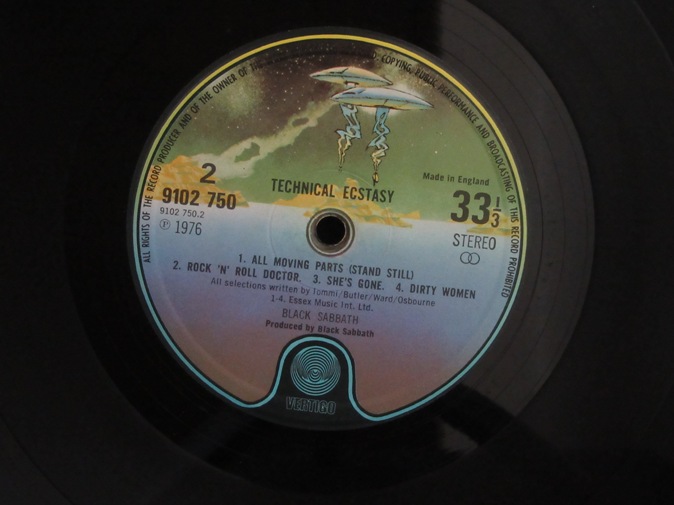 ALL RIGHTS OF THE RECORD PRODUCER AND OF THE OWNER OF THE COPYING, PUBLIC PERFORMANCE AND BROADCASTING OF THIS RECORD PROHIBITED
2
TECHNICAL ECSTASY
Made in England
9102 750
33 1/3
9102 750.2
℗ 1976
STEREO
1. ALL MOVING PARTS (STAND STILL)
2. ROCK 'N' ROLL DOCTOR. 3. SHE'S GONE. 4. DIRTY WOMEN
All selections written by Tommi/Butler/Ward/Osbourne
1-4. Essex Music Int. Ltd.
BLACK SABBATH
Produced by Black Sabbath
VERTIGO